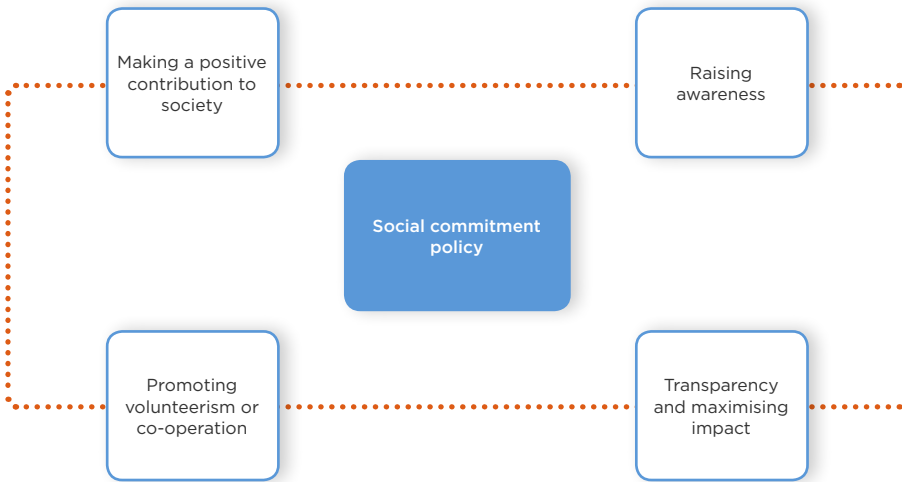 Making a positive
contribution to
society
Raising
awareness
Social commitment
policy
Promoting
volunteerism or
co-operation
Transparency
and maximising
impact